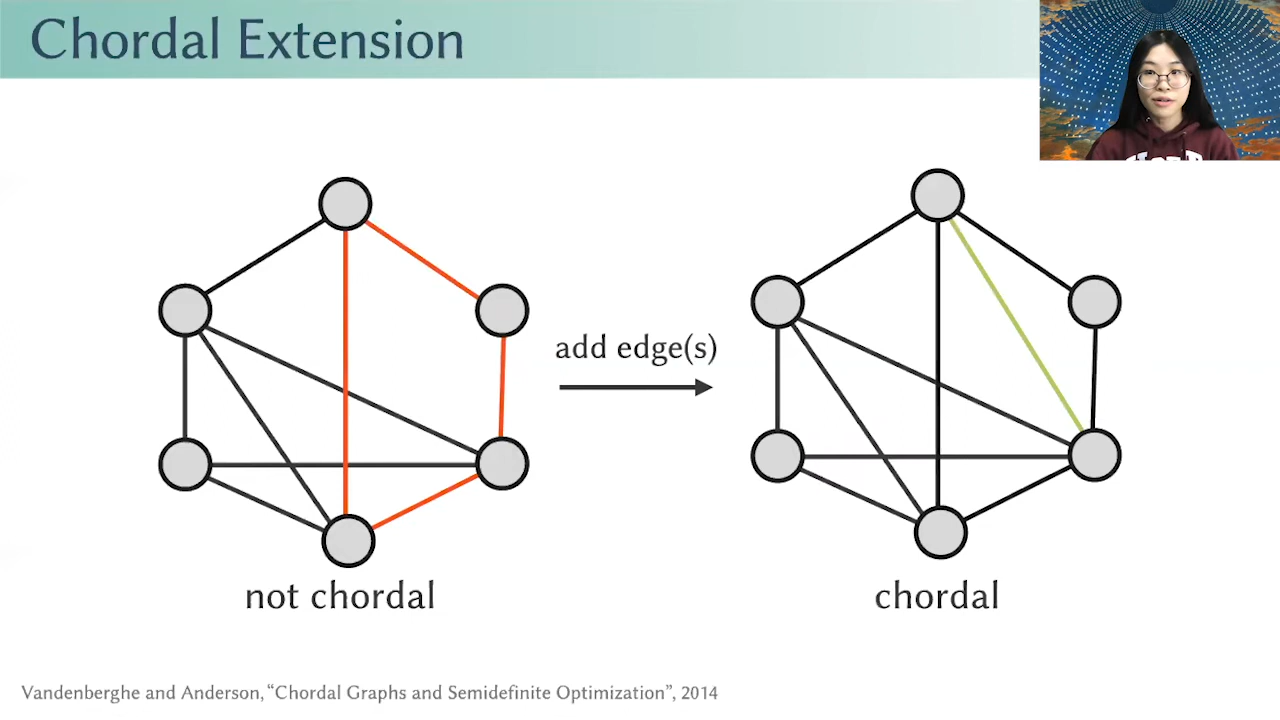 Chordal Extension
add edge(s)
not chordal
chordal
Vandenberghe and Anderson, “Chordal Graphs and Semidefinite Optimization”, 2014